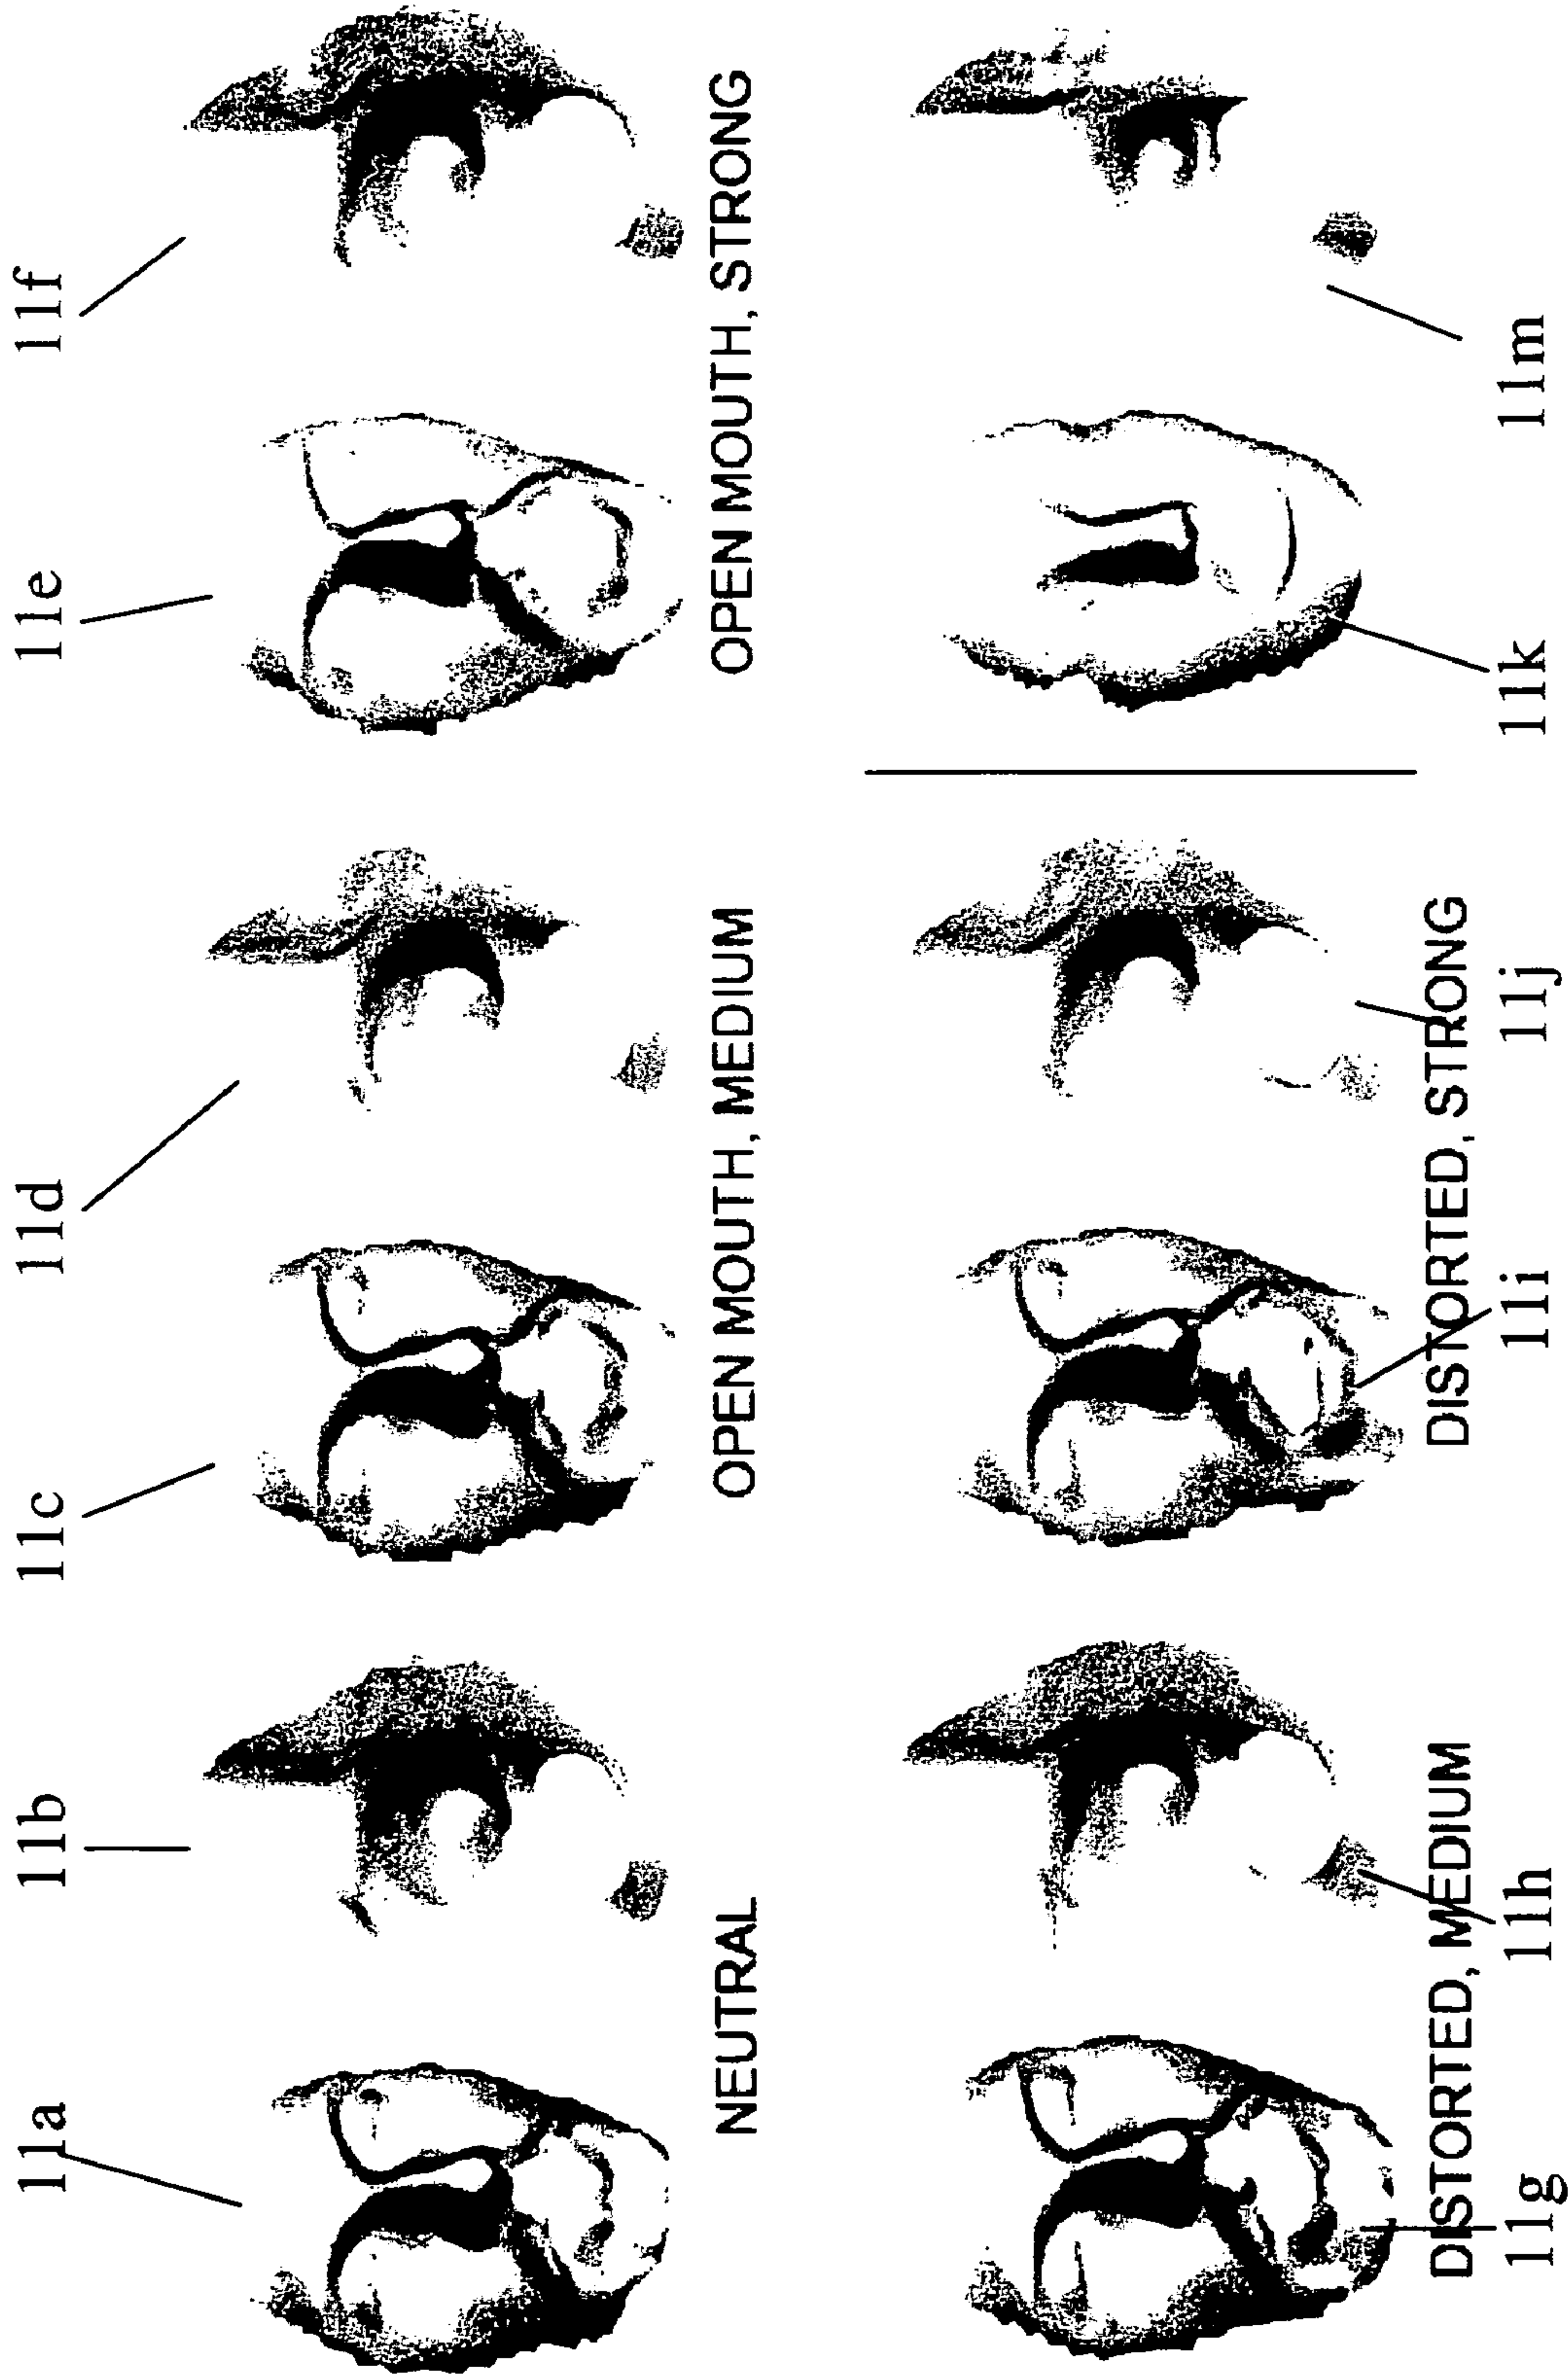 11a 11b 11c 11d 11e 11f
NEUTRAL OPEN MOUTH, MEDIUM OPEN MOUTH, STRONG
DISTORTED, MEDIUM DISTORTED, STRONG
11g 11h 11i 11j 11k 11m